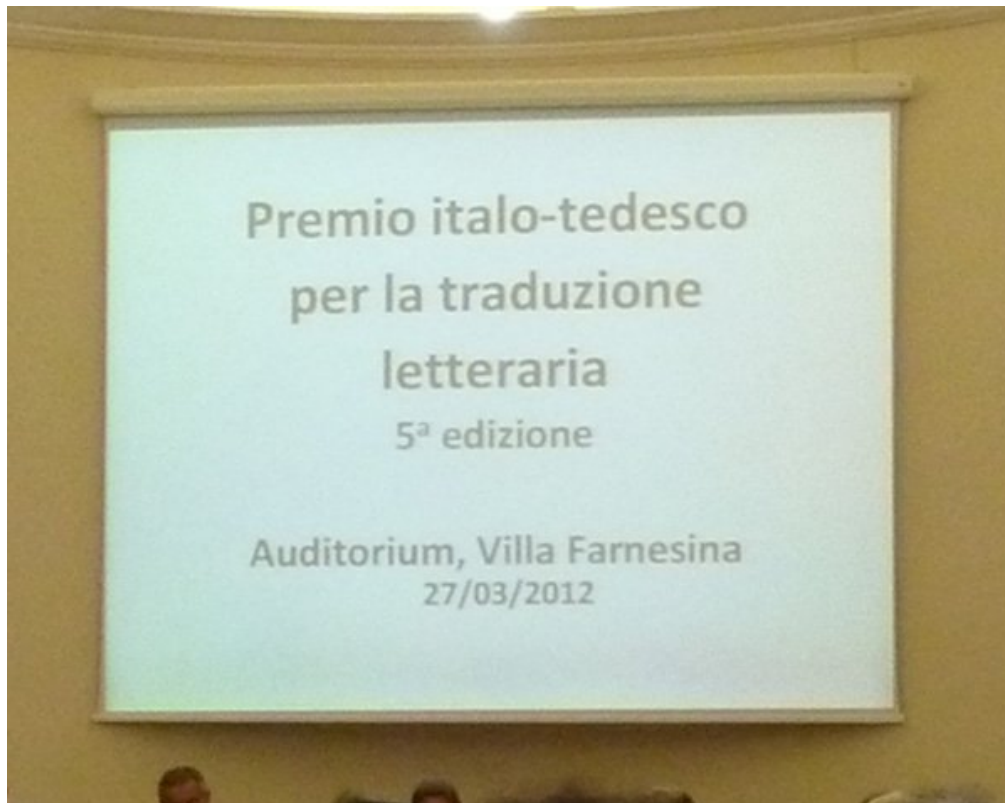 Premio italo-tedesco
per la traduzione
letteraria
5ª edizione
Auditorium, Villa Farnesina
27/03/2012